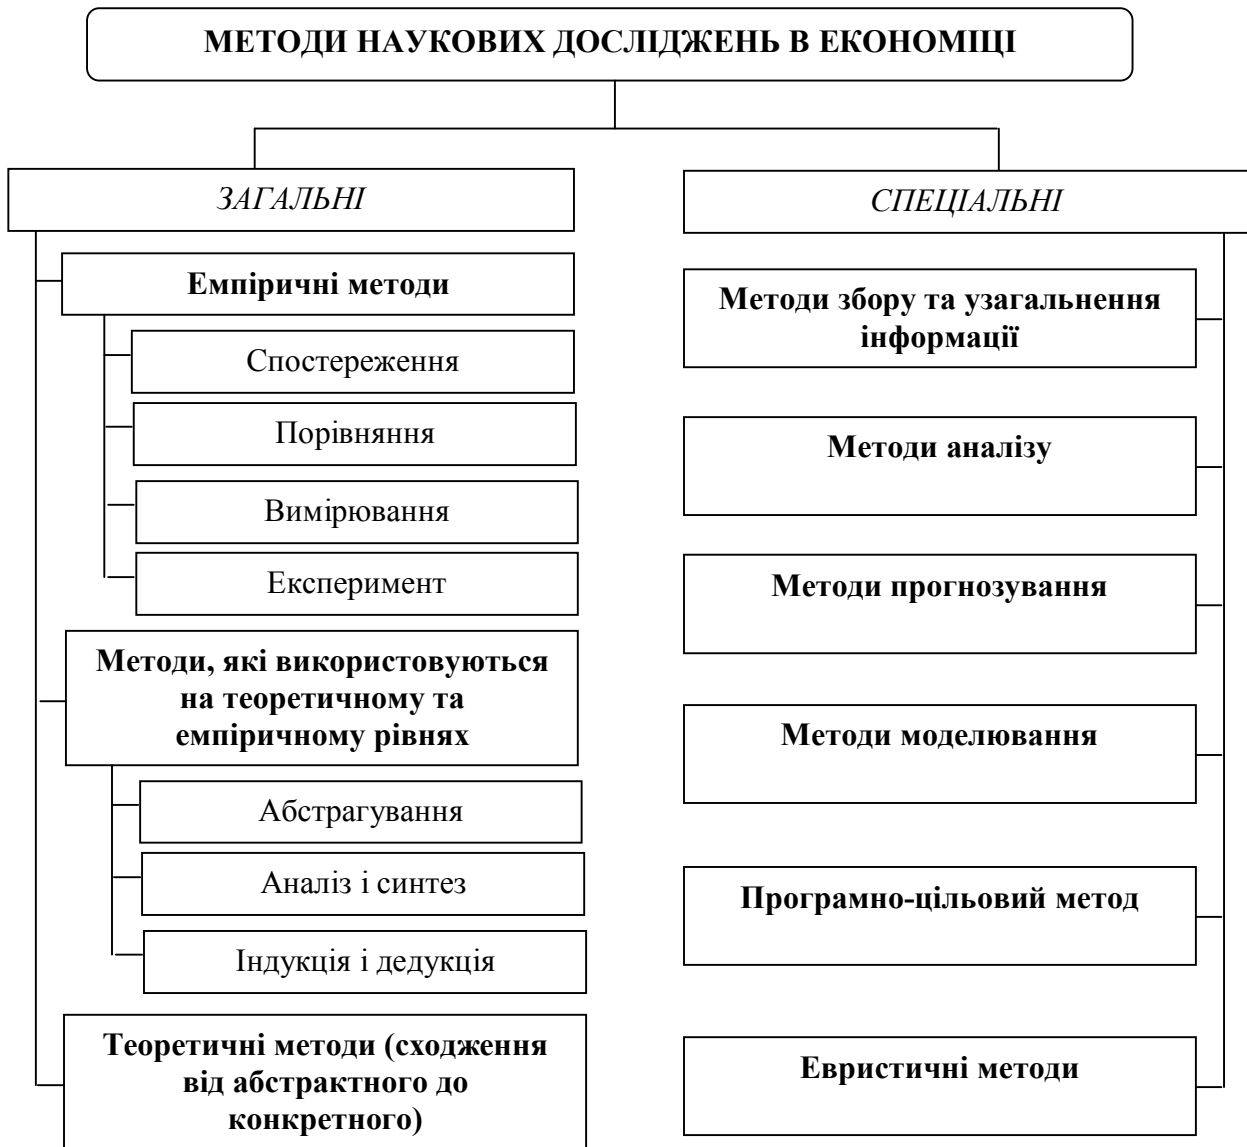 МЕТОДИ НАУКОВИХ ДОСЛІДЖЕНЬ В ЕКОНОМІЦІ
ЗАГАЛЬНІ
Емпіричні методи
Спостереження
Порівняння
Вимірювання
Експеримент
Методи, які використовуються
на теоретичному та
емпіричному рівнях
Абстрагування
Аналіз і синтез
Індукція і дедукція
Теоретичні методи (сходження
від абстрактного до
конкретного)
СПЕЦІАЛЬНІ
Методи збору та узагальнення
інформації
Методи аналізу
Методи прогнозування
Методи моделювання
Програмно-цільовий метод
Евристичні методи